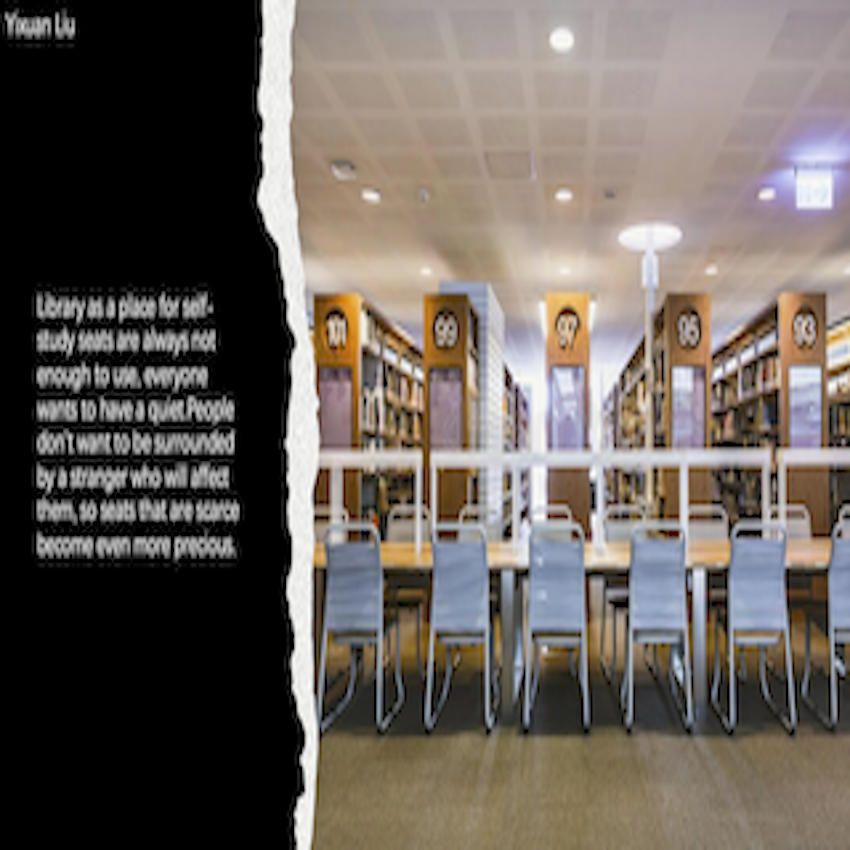 Yixuan Liu
Library as a place for self-
study seats are always not
enough to use, everyone
wants to have a quiet.People
don't want to be surrounded
by a stranger who will affect
them, so seats that are scarce
become even more precious.
101
99
97
95
93